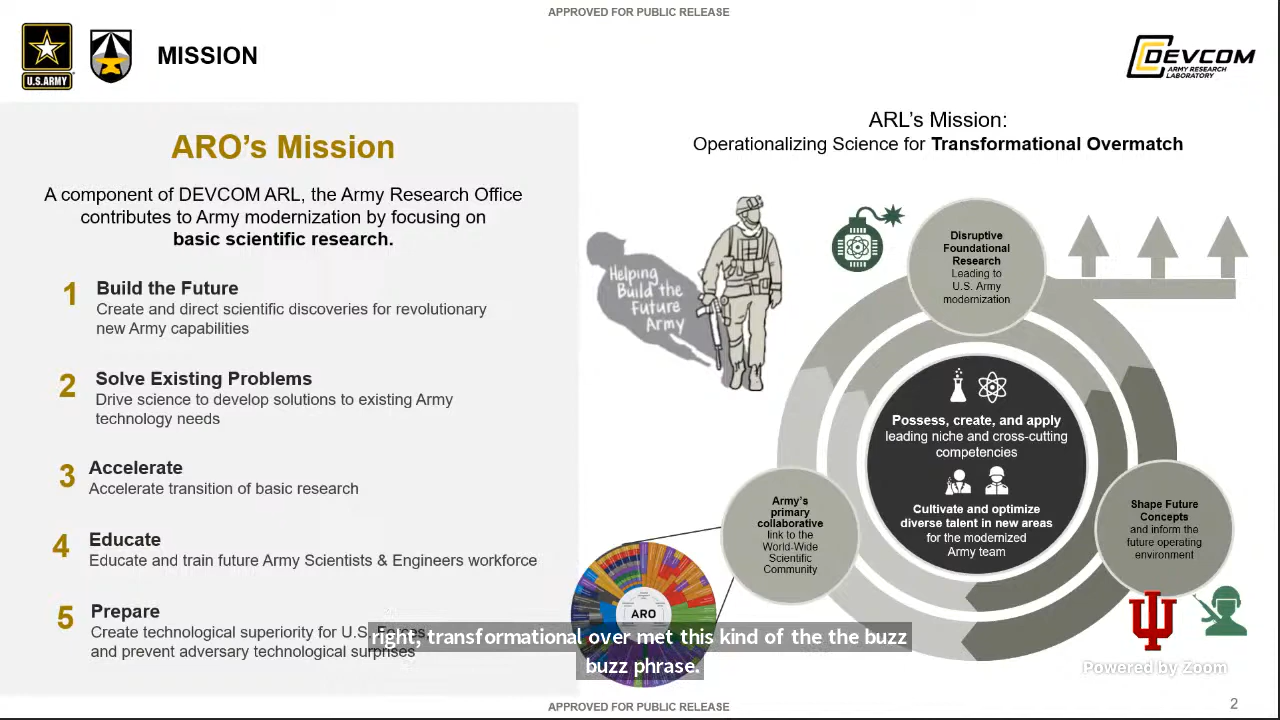 APPROVED FOR PUBLIC RELEASE
U.S.ARMY
MISSION
DEVCOM
ARMY RESEARCH
LABORATORY
ARO's Mission
A component of DEVCOM ARL, the Army Research Office
contributes to Army modernization by focusing on
basic scientific research.
1 Build the Future
Create and direct scientific discoveries for revolutionary
new Army capabilities
2 Solve Existing Problems
Drive science to develop solutions to existing Army
technology needs
3 Accelerate
Accelerate transition of basic research
4 Educate
Educate and train future Army Scientists & Engineers workforce
5 Prepare
Create technological superiority for U.S. Forces,
and prevent adversary technological surprises
ARL's Mission:
Operationalizing Science for Transformational Overmatch
Helping
Build the
Future
Army
Disruptive
Foundational
Research
Leading to
U.S. Army
modernization
Possess, create, and apply
leading niche and cross-cutting
competencies
Cultivate and optimize
diverse talent in new areas
for the modernized
Army team
Army's
primary
collaborative
link to the
World-Wide
Scientific
Community
Shape Future
Concepts
and inform the
future operating
environment
ARO
right, transformational over met this kind of the the buzz
buzz phrase.
Powered by Zoom
APPROVED FOR PUBLIC RELEASE
2